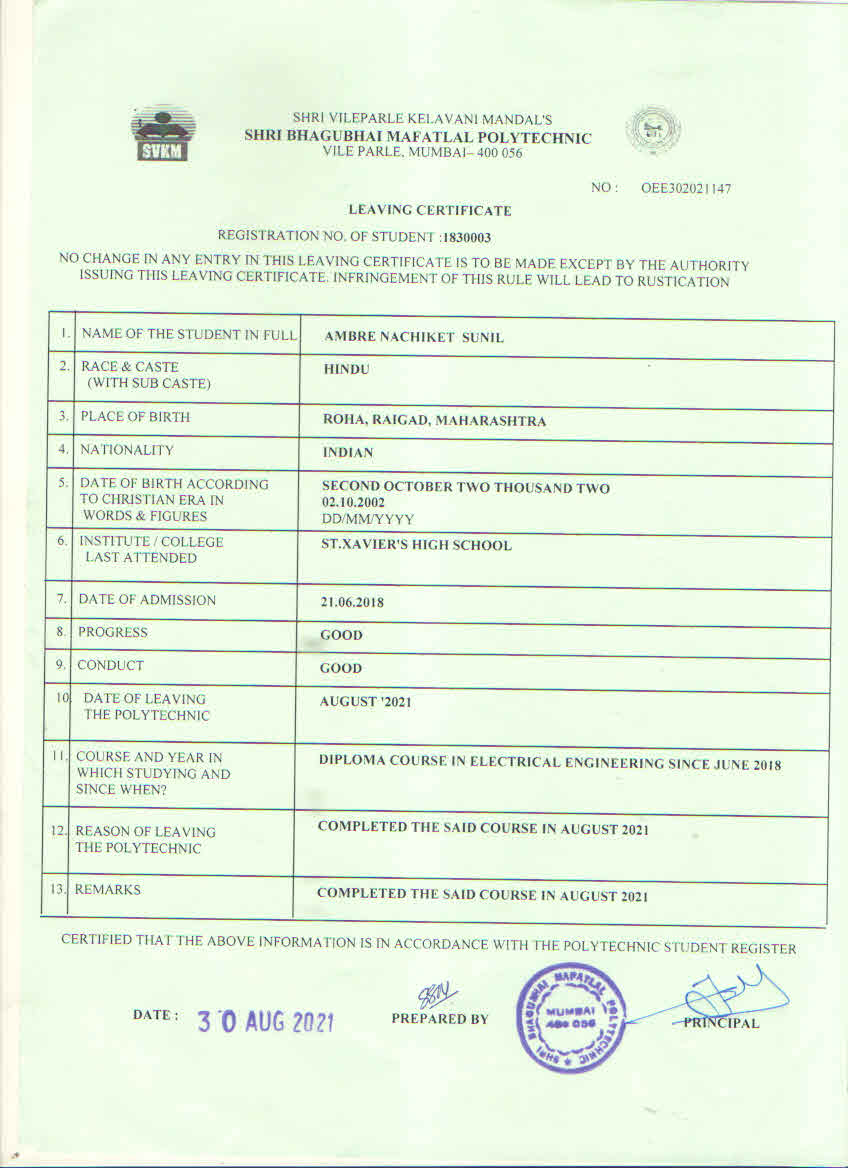 SVKM
SHRI VILEPARLE KELAVANI MANDAL'S
SHRI BHAGUBHAI MAFATLAL POLYTECHNIC
VILE PARLE, MUMBAI– 400 056
NO : OEE302021147
LEAVING CERTIFICATE
REGISTRATION NO. OF STUDENT :1830003
NO CHANGE IN ANY ENTRY IN THIS LEAVING CERTIFICATE IS TO BE MADE EXCEPT BY THE AUTHORITY
ISSUING THIS LEAVING CERTIFICATE. INFRINGEMENT OF THIS RULE WILL LEAD TO RUSTICATION
1. NAME OF THE STUDENT IN FULL AMBRE NACHIKET SUNIL
2. RACE & CASTE HINDU
(WITH SUB CASTE)
3. PLACE OF BIRTH ROHA, RAIGAD, MAHARASHTRA
4. NATIONALITY INDIAN
5. DATE OF BIRTH ACCORDING SECOND OCTOBER TWO THOUSAND TWO
TO CHRISTIAN ERA IN 02.10.2002
WORDS & FIGURES DD/MM/YYYY
6. INSTITUTE / COLLEGE ST.XAVIER'S HIGH SCHOOL
LAST ATTENDED
7. DATE OF ADMISSION 21.06.2018
8. PROGRESS GOOD
9. CONDUCT GOOD
10. DATE OF LEAVING AUGUST '2021
THE POLYTECHNIC
11. COURSE AND YEAR IN DIPLOMA COURSE IN ELECTRICAL ENGINEERING SINCE JUNE 2018
WHICH STUDYING AND
SINCE WHEN?
12. REASON OF LEAVING COMPLETED THE SAID COURSE IN AUGUST 2021
THE POLYTECHNIC
13. REMARKS COMPLETED THE SAID COURSE IN AUGUST 2021
CERTIFIED THAT THE ABOVE INFORMATION IS IN ACCORDANCE WITH THE POLYTECHNIC STUDENT REGISTER
DATE : 30 AUG 2021 PREPARED BY PRINCIPAL
SHRI BHAGUBHAI MAFATLAL POLYTECHNIC
MUMBAI
400 056